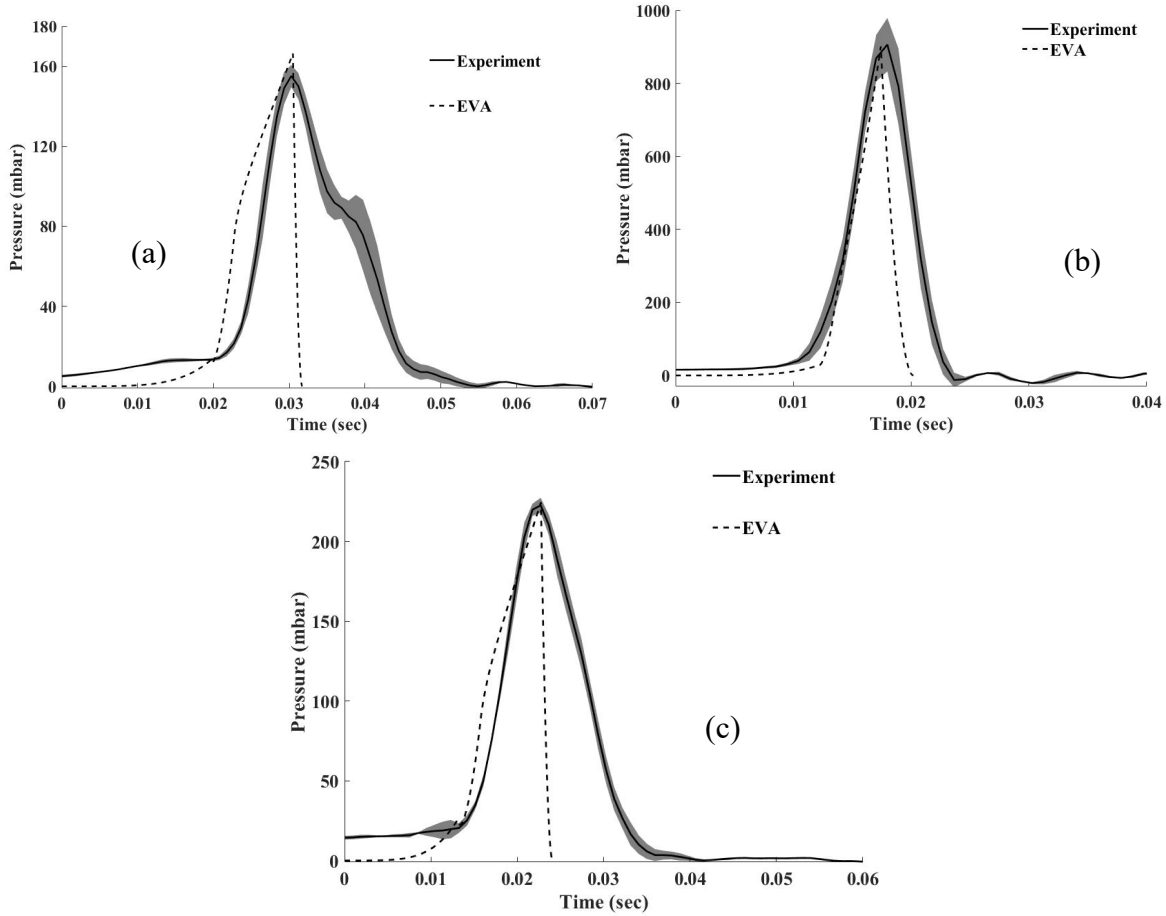 180
160
120
80
40
0
Pressure (mbar)
Experiment
EVA
(a)
0 0.01 0.02 0.03 0.04 0.05 0.06 0.07
Time (sec)
1000
800
600
400
200
0
Pressure (mbar)
Experiment
EVA
(b)
0 0.01 0.02 0.03 0.04
Time (sec)
250
200
150
100
50
0
Pressure (mbar)
Experiment
EVA
(c)
0 0.01 0.02 0.03 0.04 0.05 0.06
Time (sec)